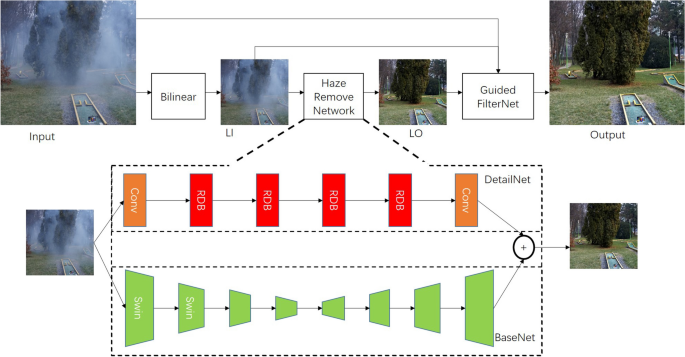 Input
Bilinear
LI
Haze
Remove
Network
LO
Guided
FilterNet
Output
DetailNet
Conv
RDB
RDB
RDB
RDB
Conv
+
Swin
Swin
BaseNet